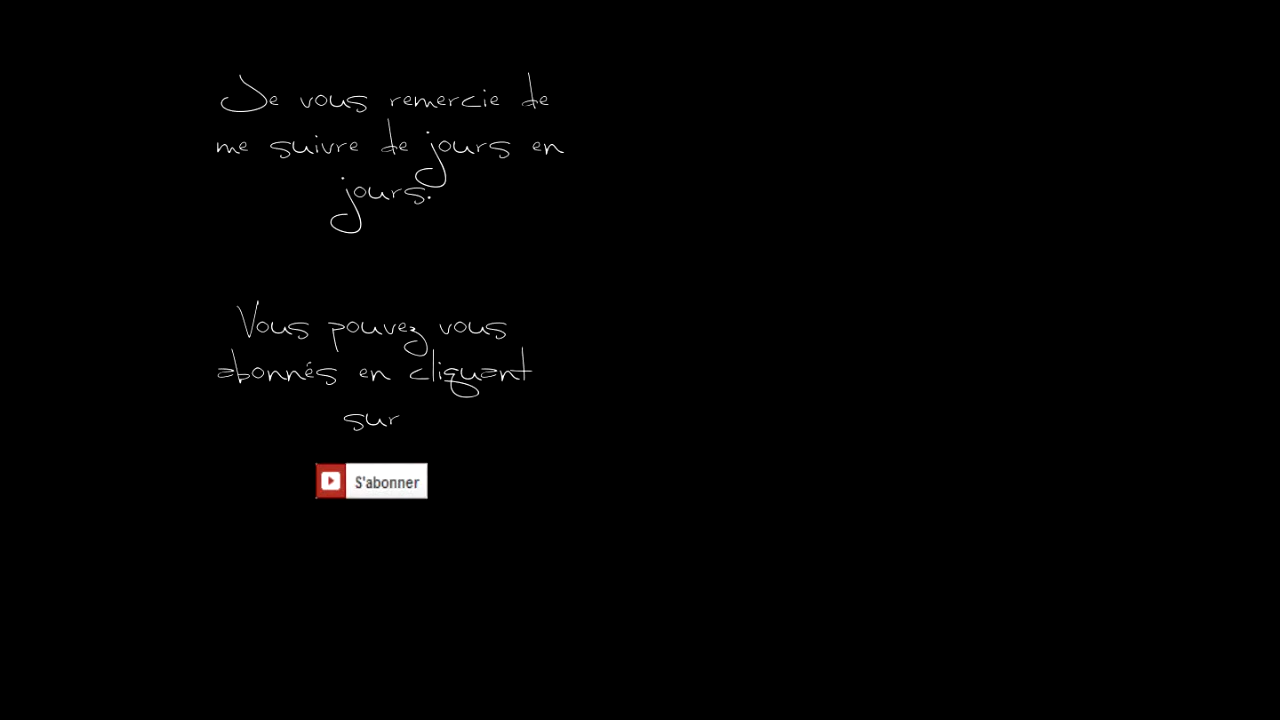 Je vous remercie de
me suivre de jours en
jours.
Vous pouvez vous
abonnés en cliquant
sur
S'abonner